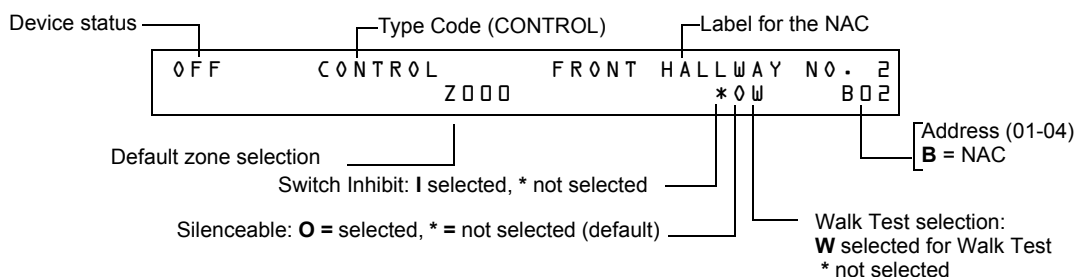 Device status
Type Code (CONTROL)
Label for the NAC
OFF CONTROL FRONT HALLWAY NO. 2
Z000 *OW B02
Address (01-04)
B = NAC
Default zone selection
Switch Inhibit: I selected, * not selected
Silenceable: O = selected, * = not selected (default)
Walk Test selection:
W selected for Walk Test
* not selected